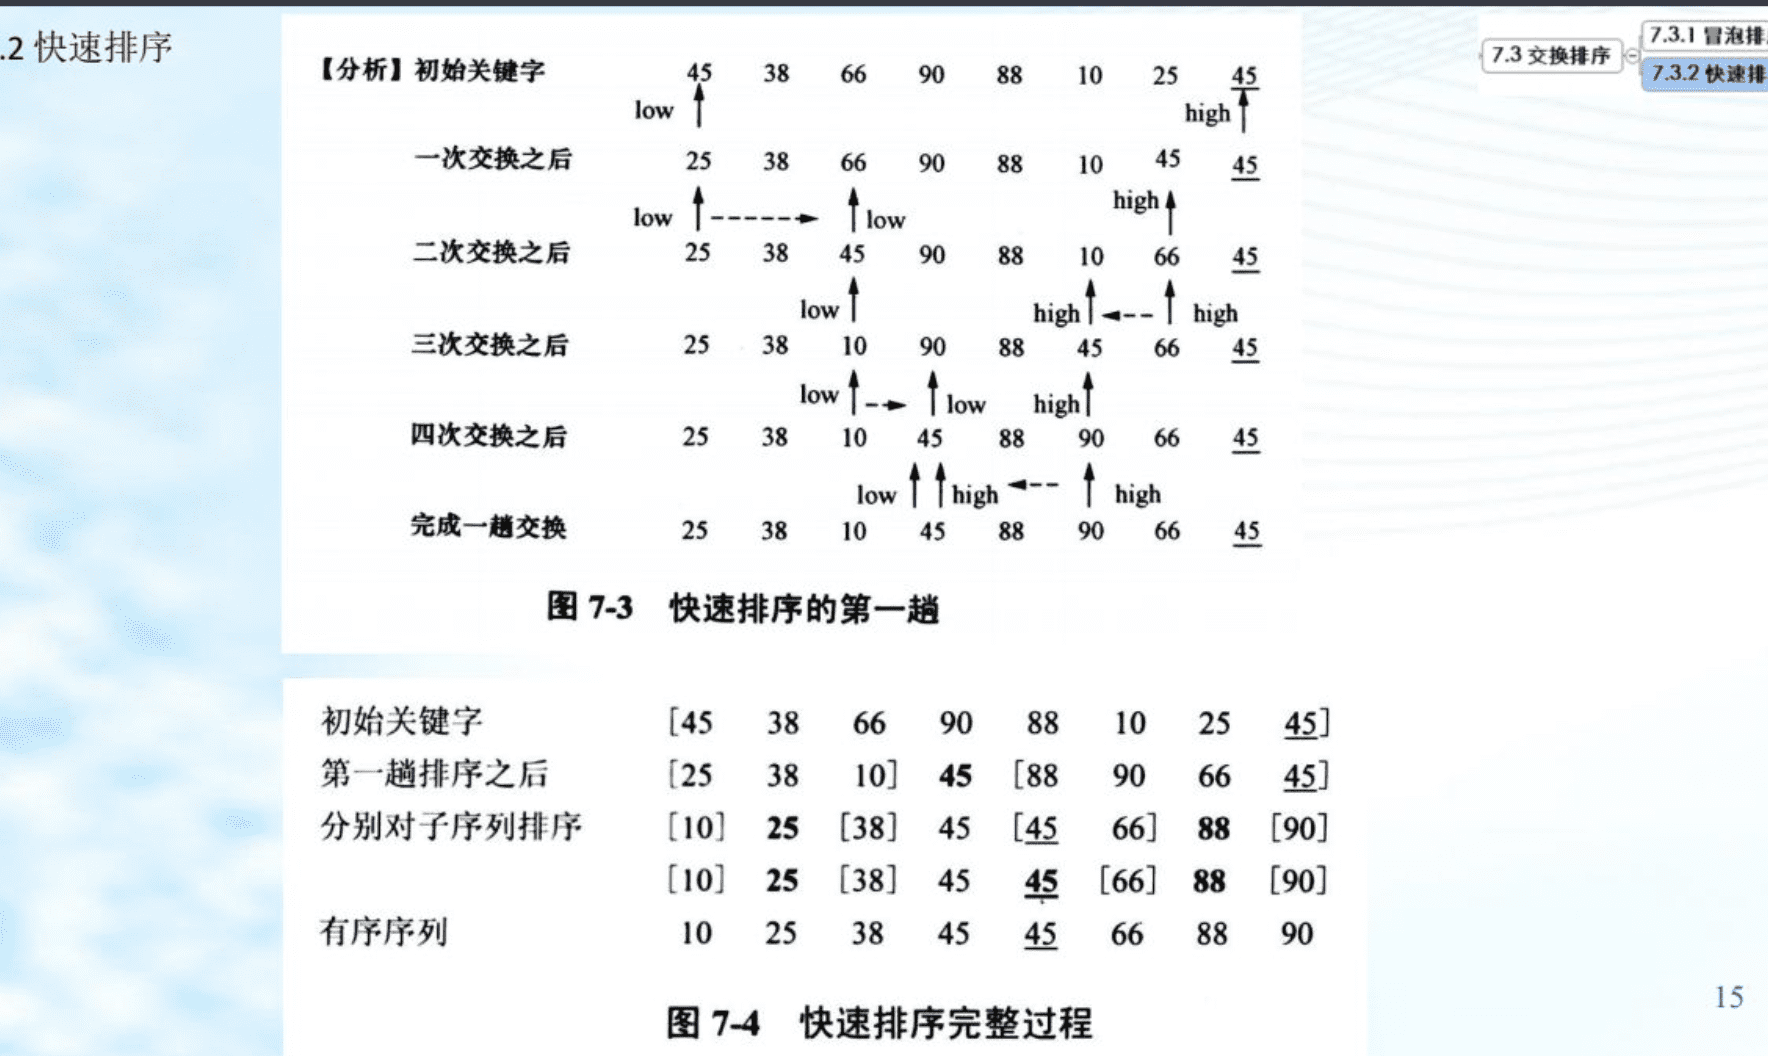 .2 快速排序
7.3 交换排序
7.3.1 冒泡排
7.3.2 快速排
【分析】初始关键字 45 38 66 90 88 10 25 45
low high
一次交换之后 25 38 66 90 88 10 45 45
low low high
二次交换之后 25 38 45 90 88 10 66 45
low high high
三次交换之后 25 38 10 90 88 45 66 45
low low high
四次交换之后 25 38 10 45 88 90 66 45
low high high
完成一趟交换 25 38 10 45 88 90 66 45
图 7-3 快速排序的第一趟
初始关键字 [45 38 66 90 88 10 25 45]
第一趟排序之后 [25 38 10] 45 [88 90 66 45]
分别对子序列排序 [10] 25 [38] 45 [45 66] 88 [90]
[10] 25 [38] 45 45 [66] 88 [90]
有序序列 10 25 38 45 45 66 88 90
图 7-4 快速排序完整过程
15